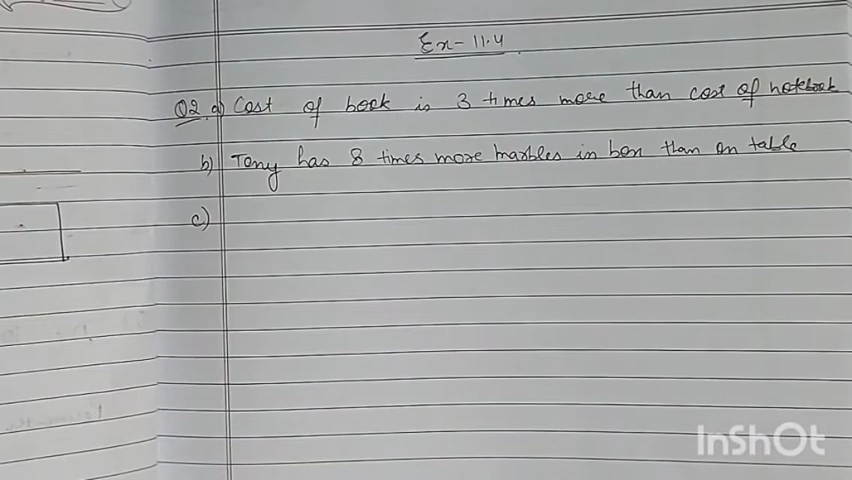 Ex-11.4
Q2 a) Cost of book is 3 times more than cost of notebook
b) Tony has 8 times more marbles in box than on table
c)
InShOt